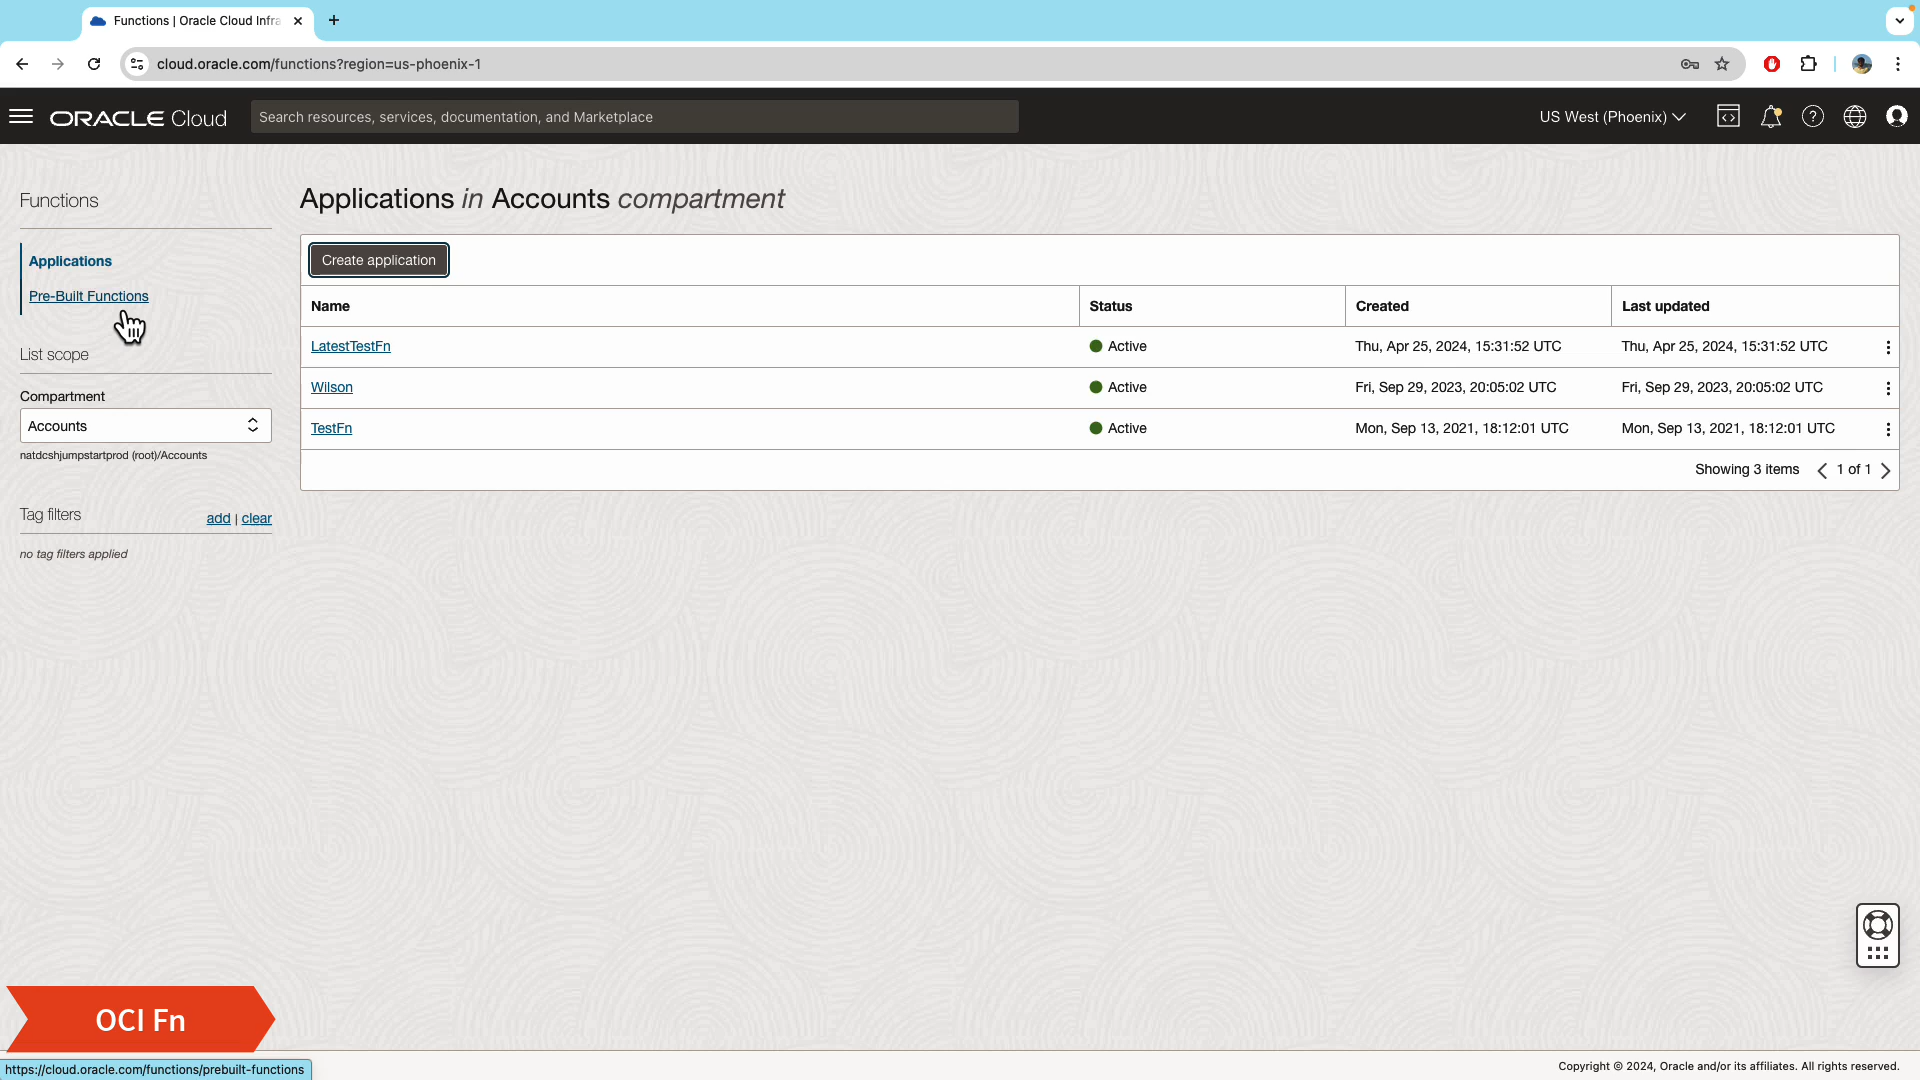 Functions | Oracle Cloud Infra
cloud.oracle.com/functions?region=us-phoenix-1
ORACLE Cloud
Search resources, services, documentation, and Marketplace
US West (Phoenix)
Functions
Applications
Pre-Built Functions
List scope
Compartment
Accounts
natdcshjumpstartprod (root)/Accounts
Tag filters
add | clear
no tag filters applied
Applications in Accounts compartment
Create application
Name Status Created Last updated
LatestTestFn Active Thu, Apr 25, 2024, 15:31:52 UTC Thu, Apr 25, 2024, 15:31:52 UTC
Wilson Active Fri, Sep 29, 2023, 20:05:02 UTC Fri, Sep 29, 2023, 20:05:02 UTC
TestFn Active Mon, Sep 13, 2021, 18:12:01 UTC Mon, Sep 13, 2021, 18:12:01 UTC
Showing 3 items 1 of 1
OCI Fn
https://cloud.oracle.com/functions/prebuilt-functions
Copyright © 2024, Oracle and/or its affiliates. All rights reserved.